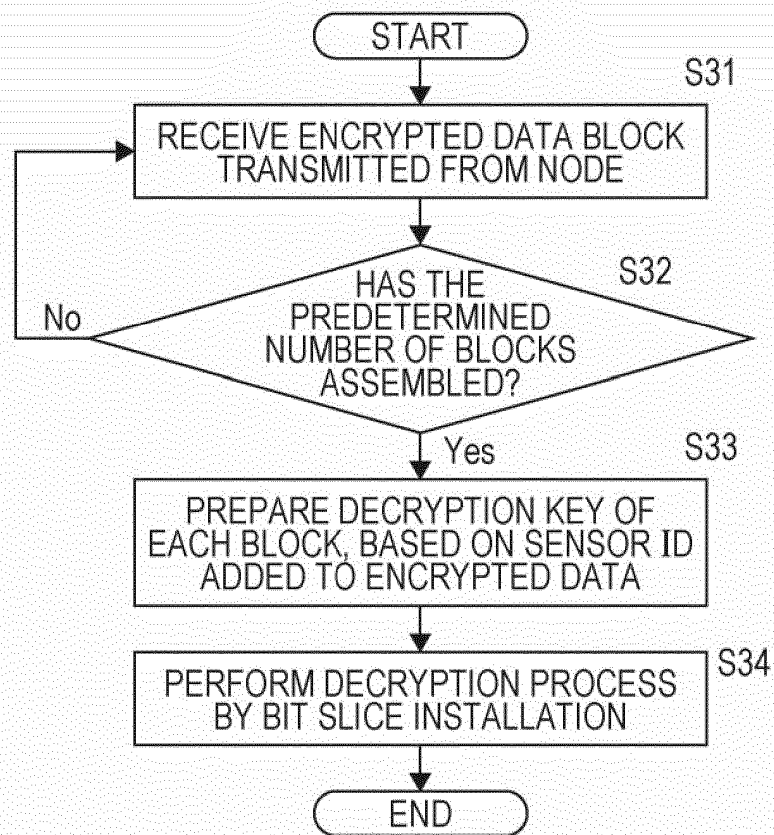 START
S31
RECEIVE ENCRYPTED DATA BLOCK
TRANSMITTED FROM NODE
S32
HAS THE
PREDETERMINED
NUMBER OF BLOCKS
ASSEMBLED?
No
Yes
S33
PREPARE DECRYPTION KEY OF
EACH BLOCK, BASED ON SENSOR ID
ADDED TO ENCRYPTED DATA
S34
PERFORM DECRYPTION PROCESS
BY BIT SLICE INSTALLATION
END